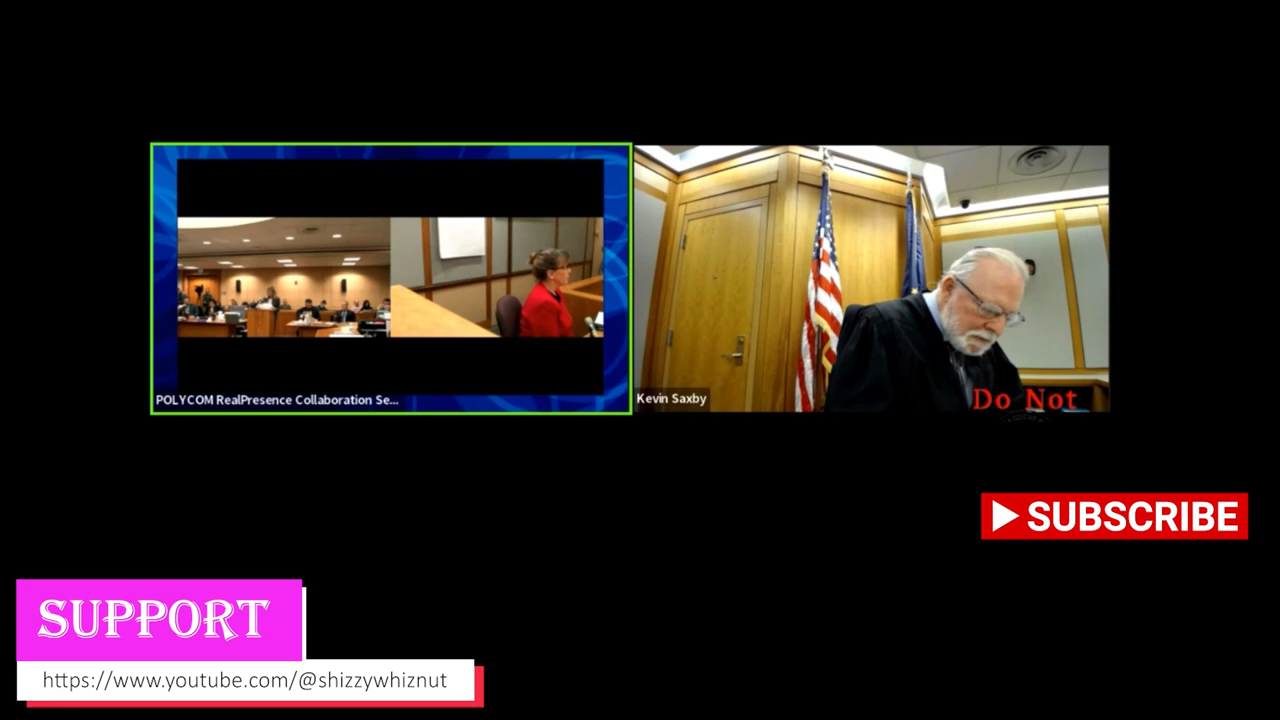 POLYCOM RealPresence Collaboration Se...
Kevin Saxby
Do Not
SUBSCRIBE
SUPPORT
https://www.youtube.com/@shizzywhiznut